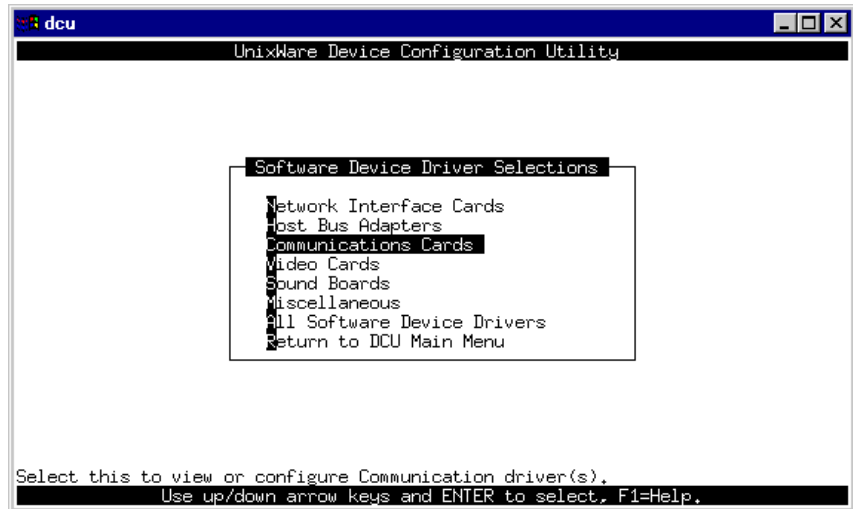 dcu
UnixWare Device Configuration Utility
Software Device Driver Selections
Network Interface Cards
Host Bus Adapters
Communications Cards
Video Cards
Sound Boards
Miscellaneous
All Software Device Drivers
Return to DCU Main Menu
Select this to view or configure Communication driver(s).
Use up/down arrow keys and ENTER to select, F1=Help.